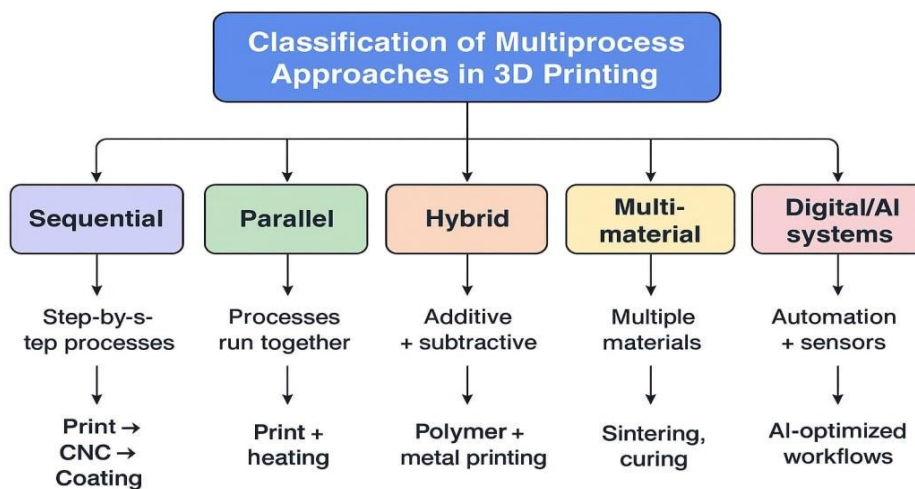 Classification of Multiprocess
Approaches in 3D Printing
Sequential
Parallel
Hybrid
Multi-
material
Digital/AI
systems
Step-by-s-
tep processes
Processes
run together
Additive
+ subtractive
Multiple
materials
Automation
+ sensors
Print →
CNC →
Coating
Print +
heating
Polymer +
metal printing
Sintering,
curing
AI-optimized
workflows